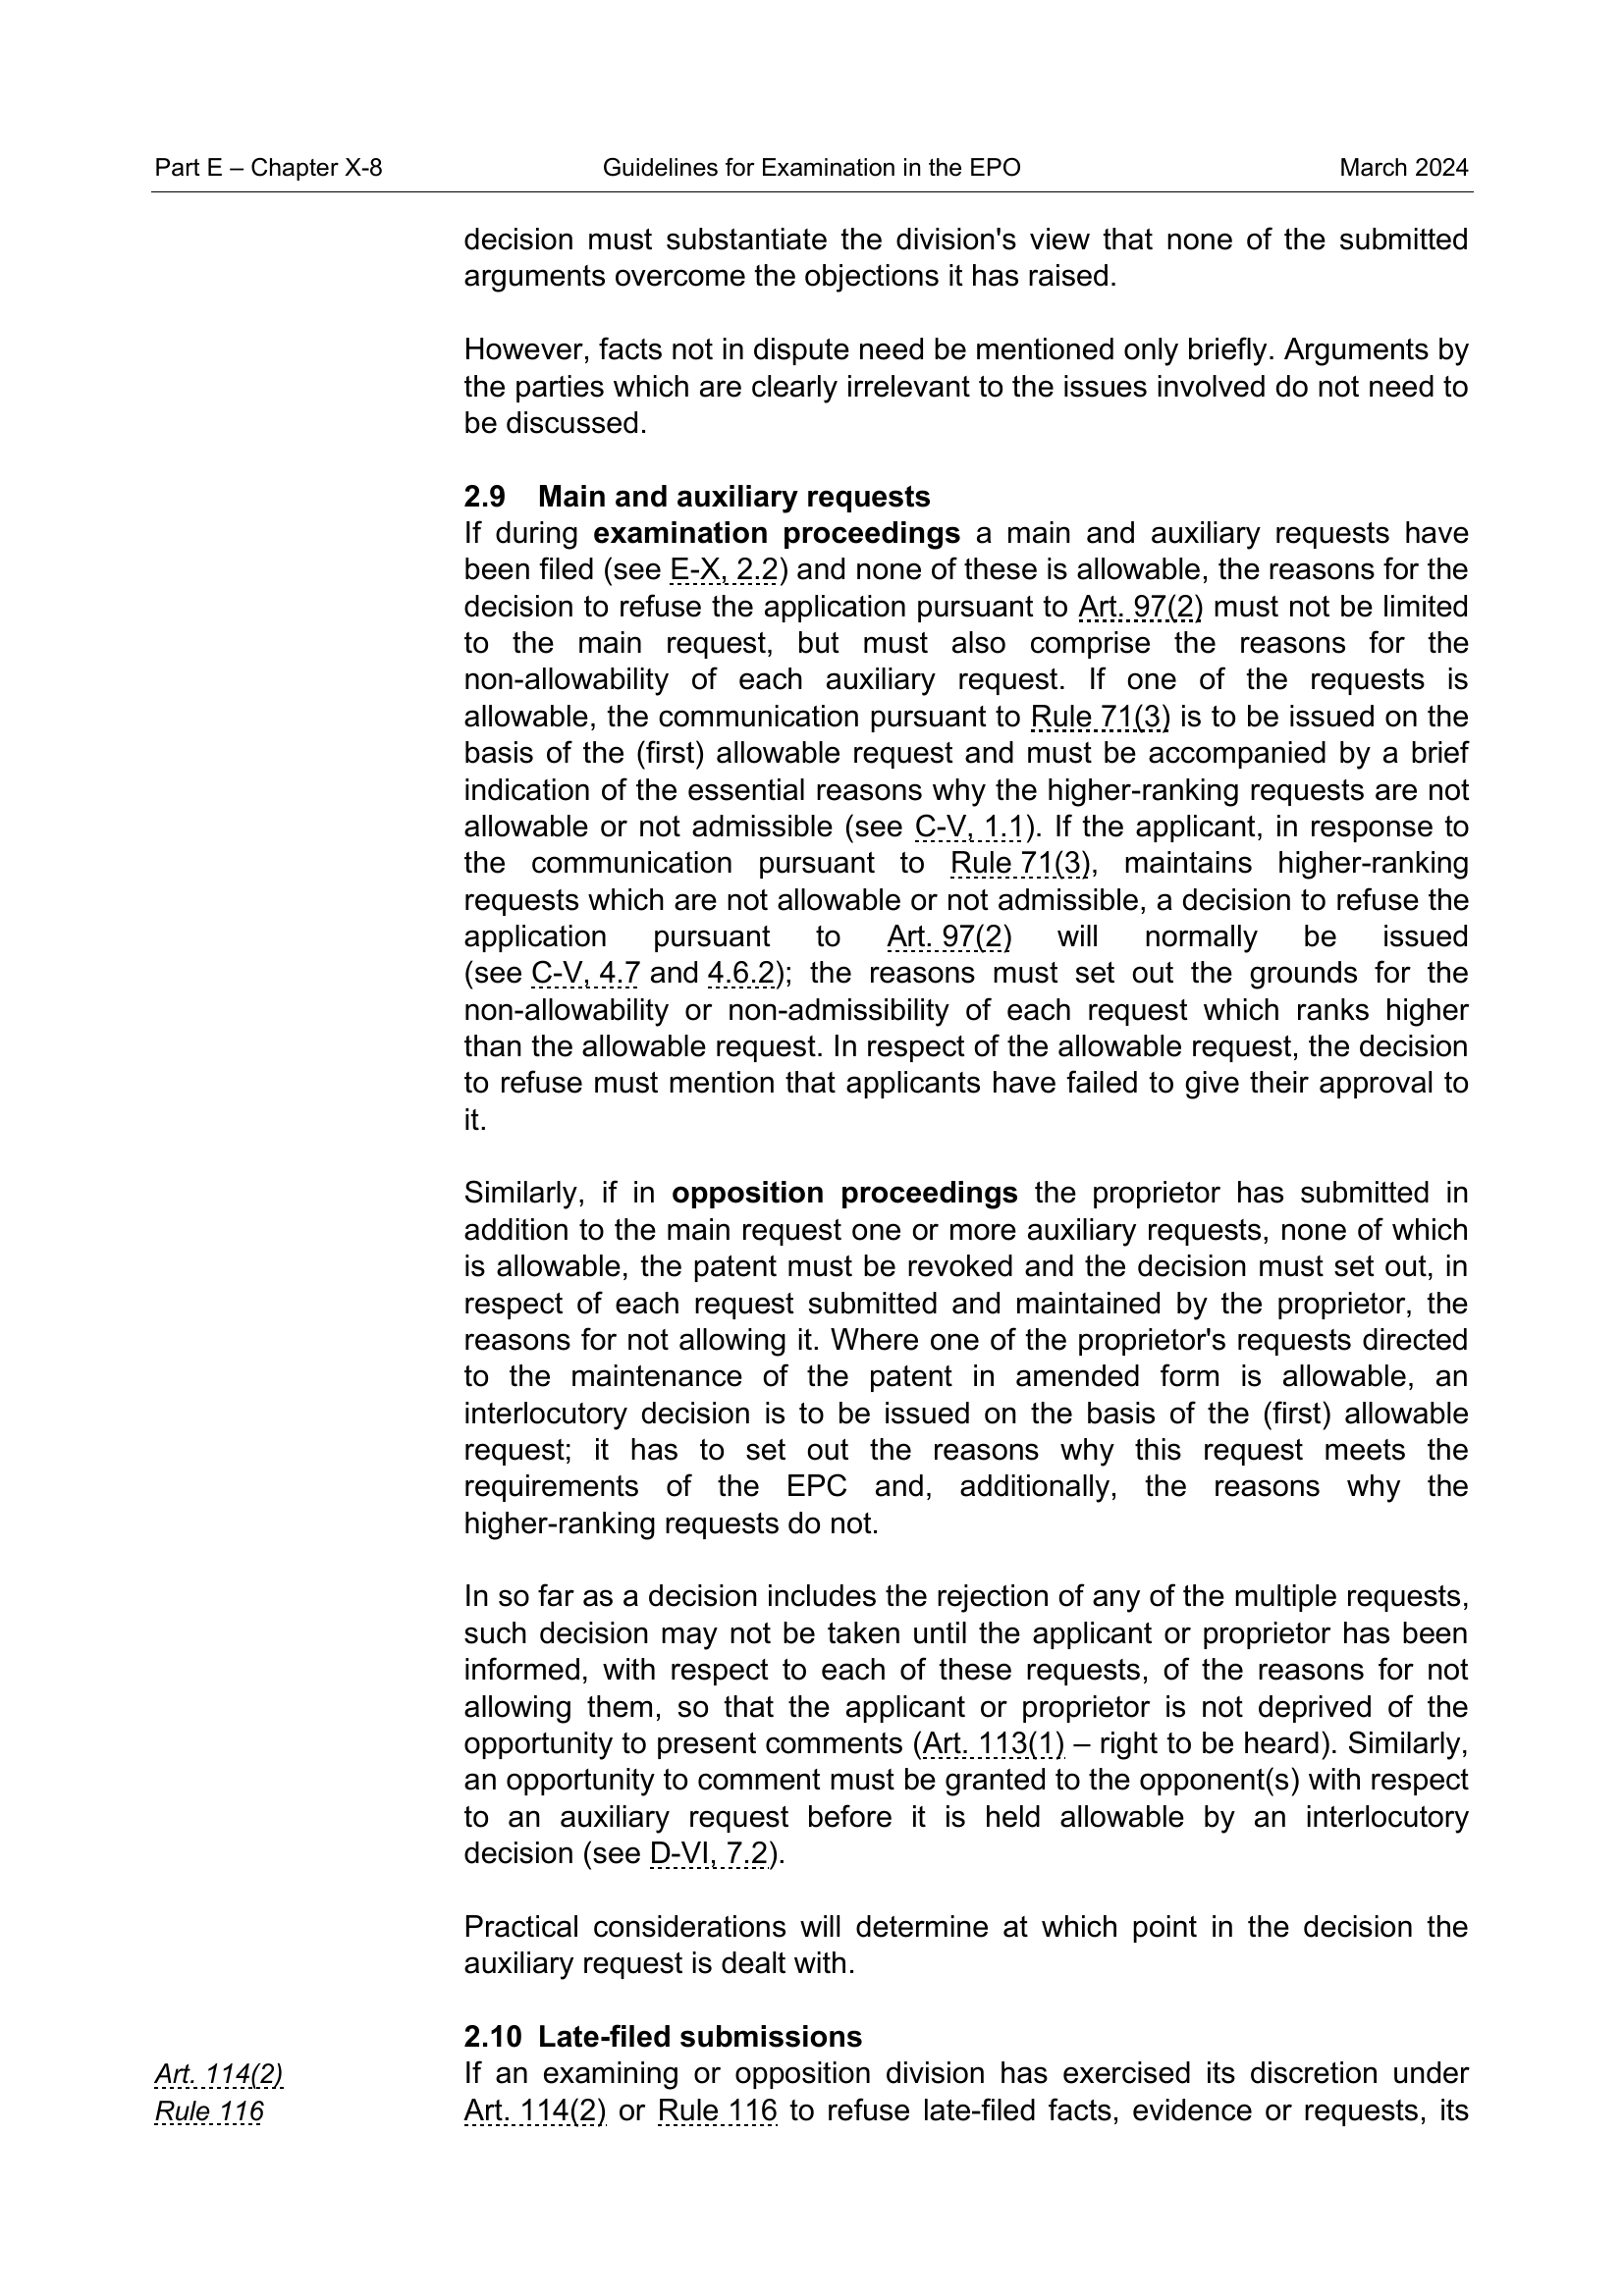 Part E – Chapter X-8 Guidelines for Examination in the EPO March 2024
decision must substantiate the division's view that none of the submitted
arguments overcome the objections it has raised.
However, facts not in dispute need be mentioned only briefly. Arguments by
the parties which are clearly irrelevant to the issues involved do not need to
be discussed.
2.9 Main and auxiliary requests
If during examination proceedings a main and auxiliary requests have
been filed (see E-X, 2.2) and none of these is allowable, the reasons for the
decision to refuse the application pursuant to Art. 97(2) must not be limited
to the main request, but must also comprise the reasons for the
non-allowability of each auxiliary request. If one of the requests is
allowable, the communication pursuant to Rule 71(3) is to be issued on the
basis of the (first) allowable request and must be accompanied by a brief
indication of the essential reasons why the higher-ranking requests are not
allowable or not admissible (see C-V, 1.1). If the applicant, in response to
the communication pursuant to Rule 71(3), maintains higher-ranking
requests which are not allowable or not admissible, a decision to refuse the
application pursuant to Art. 97(2) will normally be issued
(see C-V, 4.7 and 4.6.2); the reasons must set out the grounds for the
non-allowability or non-admissibility of each request which ranks higher
than the allowable request. In respect of the allowable request, the decision
to refuse must mention that applicants have failed to give their approval to
it.
Similarly, if in opposition proceedings the proprietor has submitted in
addition to the main request one or more auxiliary requests, none of which
is allowable, the patent must be revoked and the decision must set out, in
respect of each request submitted and maintained by the proprietor, the
reasons for not allowing it. Where one of the proprietor's requests directed
to the maintenance of the patent in amended form is allowable, an
interlocutory decision is to be issued on the basis of the (first) allowable
request; it has to set out the reasons why this request meets the
requirements of the EPC and, additionally, the reasons why the
higher-ranking requests do not.
In so far as a decision includes the rejection of any of the multiple requests,
such decision may not be taken until the applicant or proprietor has been
informed, with respect to each of these requests, of the reasons for not
allowing them, so that the applicant or proprietor is not deprived of the
opportunity to present comments (Art. 113(1) – right to be heard). Similarly,
an opportunity to comment must be granted to the opponent(s) with respect
to an auxiliary request before it is held allowable by an interlocutory
decision (see D-VI, 7.2).
Practical considerations will determine at which point in the decision the
auxiliary request is dealt with.
2.10 Late-filed submissions
Art. 114(2)
Rule 116
If an examining or opposition division has exercised its discretion under
Art. 114(2) or Rule 116 to refuse late-filed facts, evidence or requests, its